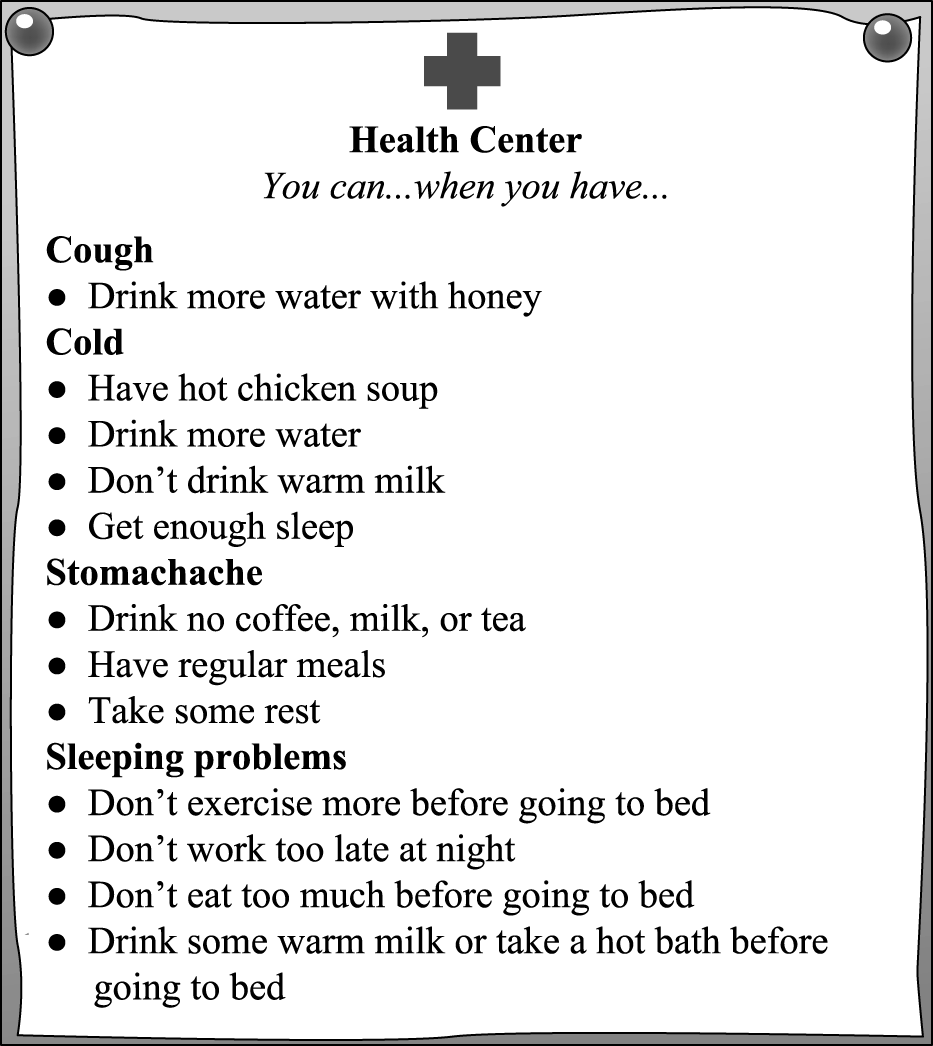 Health Center
You can...when you have...
Cough
● Drink more water with honey
Cold
● Have hot chicken soup
● Drink more water
● Don’t drink warm milk
● Get enough sleep
Stomachache
● Drink no coffee, milk, or tea
● Have regular meals
● Take some rest
Sleeping problems
● Don’t exercise more before going to bed
● Don’t work too late at night
● Don’t eat too much before going to bed
● Drink some warm milk or take a hot bath before
going to bed